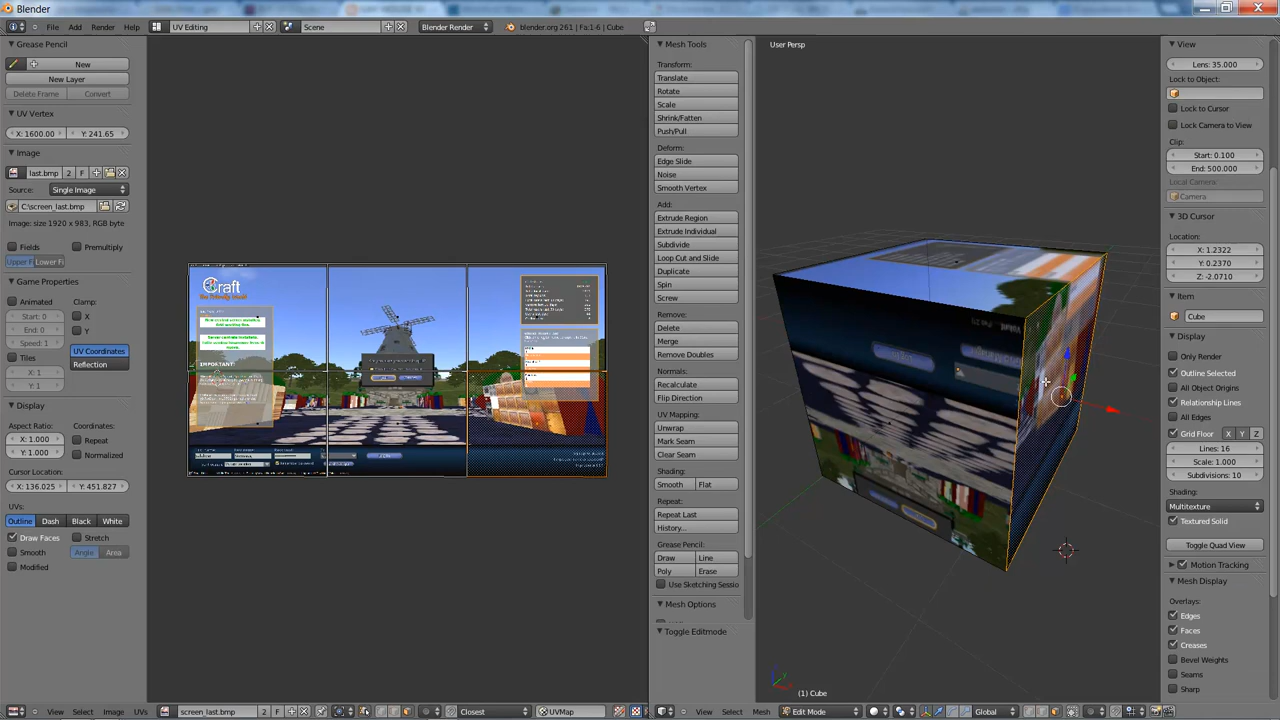 Blender
File Add Render Help
UV Editing
Scene
Blender Render
blender.org 261 | Fa:1-6 | Cube
Grease Pencil
New
New Layer
Delete Frame Convert
UV Vertex
X: 1600.00 Y: 241.65
Image
last.bmp 2 F
Source: Single Image
C:\screen_last.bmp
Image: size 1920 x 983, RGB byte
Fields Premultiply
Upper Fi Lower Fi
Game Properties
Animated Clamp:
Start: 0 X
End: 0 Y
Speed: 1
Tiles UV Coordinates
X: 1 Reflection
Y: 1
Display
Aspect Ratio: Coordinates:
X: 1.000 Repeat
Y: 1.000 Normalized
Cursor Location:
X: 136.025 Y: 451.827
UVs:
Outline Dash Black White
Draw Faces Stretch
Smooth Angle Area
Modified
raft
IMPORTANT:
Mesh Tools
Transform:
Translate
Rotate
Scale
Shrink/Fatten
Push/Pull
Deform:
Edge Slide
Noise
Smooth Vertex
Add:
Extrude Region
Extrude Individual
Subdivide
Loop Cut and Slide
Duplicate
Spin
Screw
Remove:
Delete
Merge
Remove Doubles
Normals:
Recalculate
Flip Direction
UV Mapping:
Unwrap
Mark Seam
Clear Seam
Shading:
Smooth Flat
Repeat:
Repeat Last
History...
Grease Pencil:
Draw Line
Poly Erase
Use Sketching Sessio
Mesh Options
Toggle Editmode
User Persp
(1) Cube
View
Lens: 35.000
Lock to Object:
Lock to Cursor
Lock Camera to View
Clip:
Start: 0.100
End: 500.000
Local Camera:
Camera
3D Cursor
Location:
X: 1.2322
Y: 0.2370
Z: -2.0710
Item
Cube
Display
Only Render
Outline Selected
All Object Origins
Relationship Lines
All Edges
Grid Floor X Y Z
Lines: 16
Scale: 1.000
Subdivisions: 10
Shading:
Multitexture
Textured Solid
Toggle Quad View
Motion Tracking
Mesh Display
Overlays:
Edges
Faces
Creases
Bevel Weights
Seams
Sharp
View Select Image UVs screen_last.bmp 2 F Closest UVMap
View Select Mesh Edit Mode Global